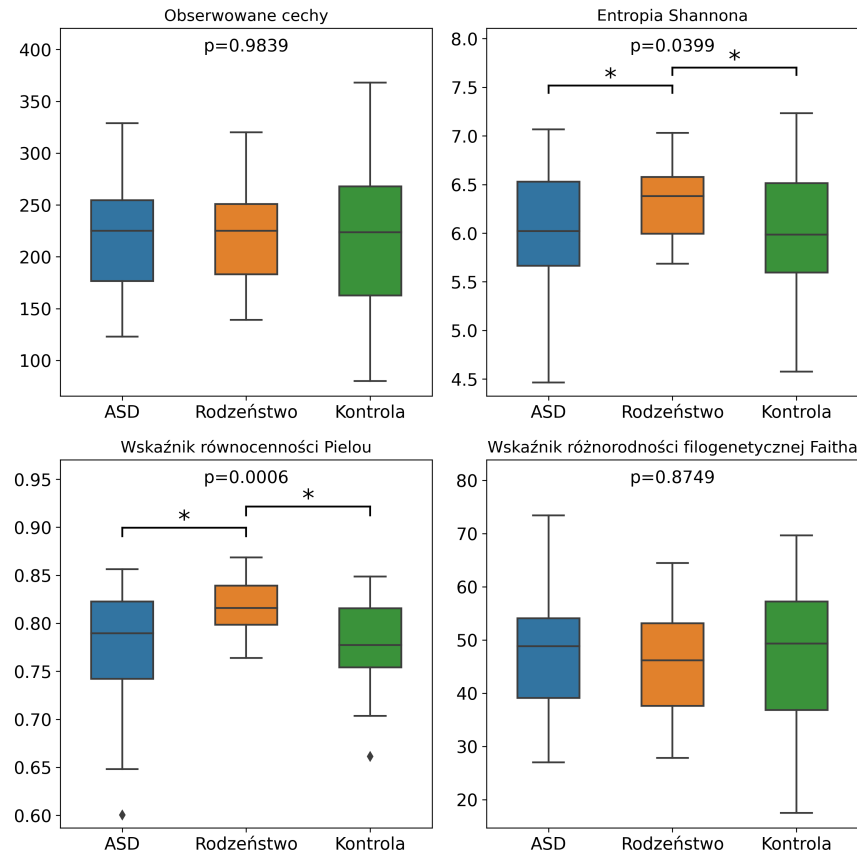 Obserwowane cechy
p=0.9839
400
350
300
250
200
150
100
ASD Rodzeństwo Kontrola
Entropia Shannona
p=0.0399
* *
8.0
7.5
7.0
6.5
6.0
5.5
5.0
4.5
ASD Rodzeństwo Kontrola
Wskaźnik równocenności Pielou
p=0.0006
* *
0.95
0.90
0.85
0.80
0.75
0.70
0.65
0.60
ASD Rodzeństwo Kontrola
Wskaźnik różnorodności filogenetycznej Faitha
p=0.8749
80
70
60
50
40
30
20
ASD Rodzeństwo Kontrola